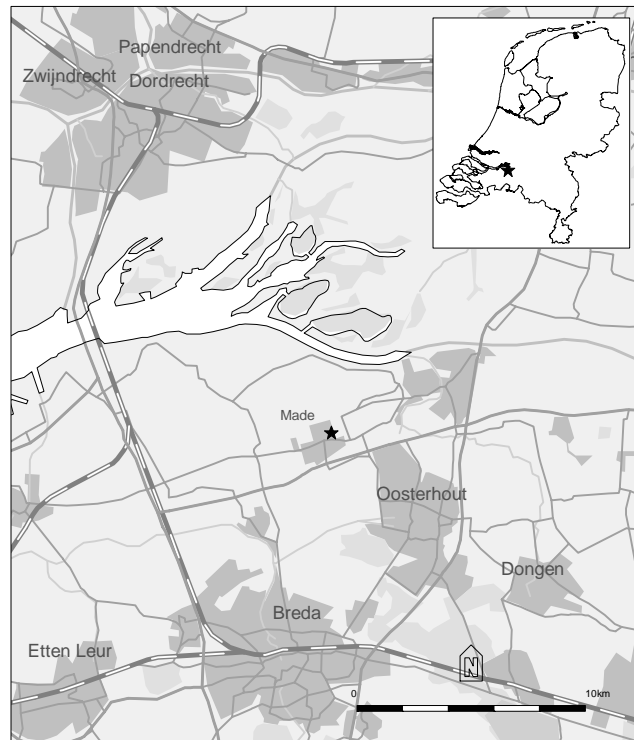 Papendrecht
Zwijndrecht
Dordrecht
Made
Oosterhout
Dongen
Breda
Etten Leur
N
0
10km